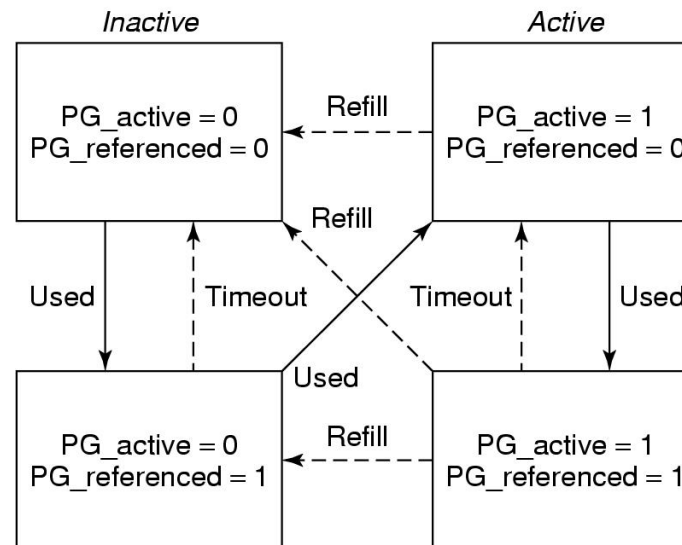 Inactive
Active
PG_active = 0
PG_referenced = 0
Refill
PG_active = 1
PG_referenced = 0
Refill
Used
Timeout
Timeout
Used
Used
PG_active = 0
PG_referenced = 1
Refill
PG_active = 1
PG_referenced = 1